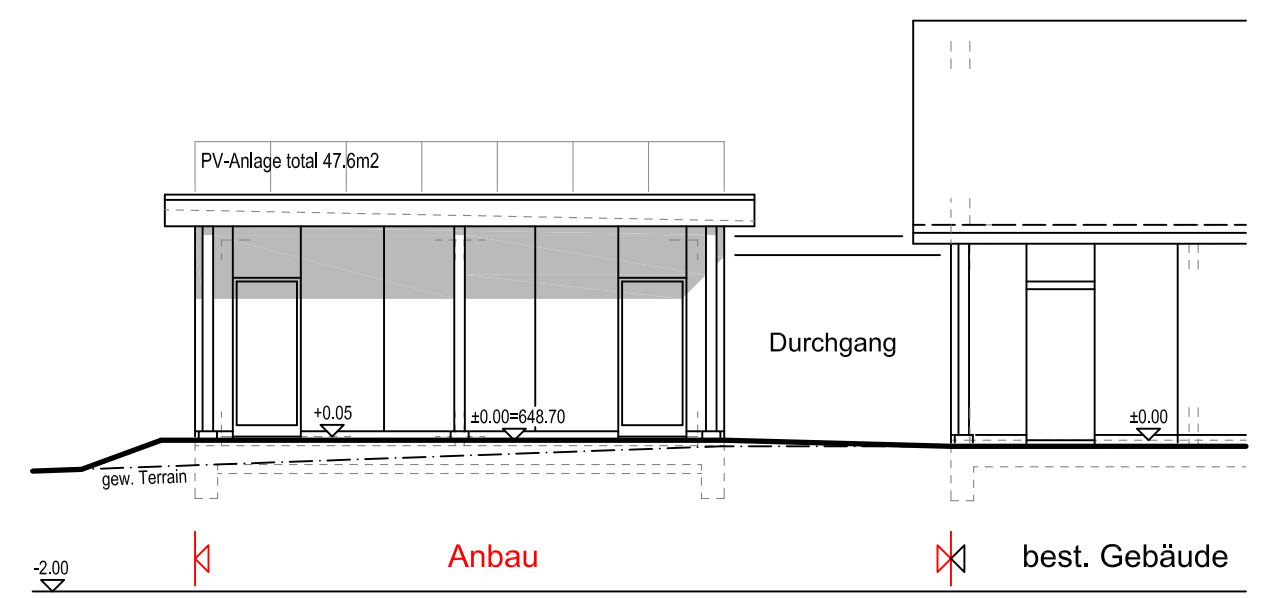 PV-Anlage total 47.6m2
Durchgang
+0.05
±0.00=648.70
±0.00
gew. Terrain
Anbau
best. Gebäude
-2.00